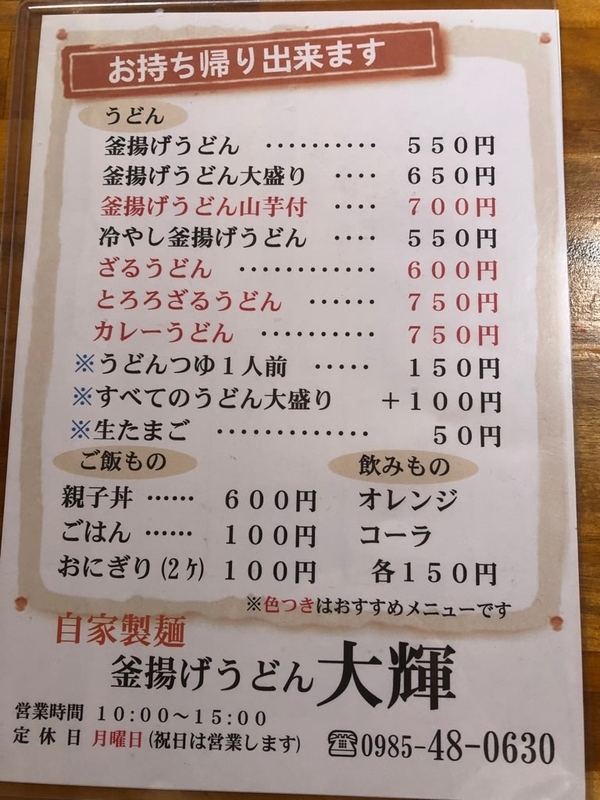 お持ち帰り出来ます
うどん
釜揚げうどん ・・・・・・・・・・ ５５０円
釜揚げうどん大盛り ・・・・ ６５０円
釜揚げうどん山芋付 ・・・・ ７００円
冷やし釜揚げうどん ・・・・ ５５０円
ざるうどん ・・・・・・・・・・・・ ６００円
とろろざるうどん ・・・・・・ ７５０円
カレーうどん ・・・・・・・・・・ ７５０円
※うどんつゆ１人前 ・・・・・ １５０円
※すべてのうどん大盛り ＋１００円
※生たまご ・・・・・・・・・・・・・ ５０円
ご飯もの
親子丼 …… ６００円
ごはん …… １００円
おにぎり(2ケ) １００円
飲みもの
オレンジ
コーラ
各１５０円
※色つきはおすすめメニューです
自家製麺
釜揚げうどん 大輝
営業時間 10:00～15:00
定休日 月曜日(祝日は営業します)
☎0985-48-0630